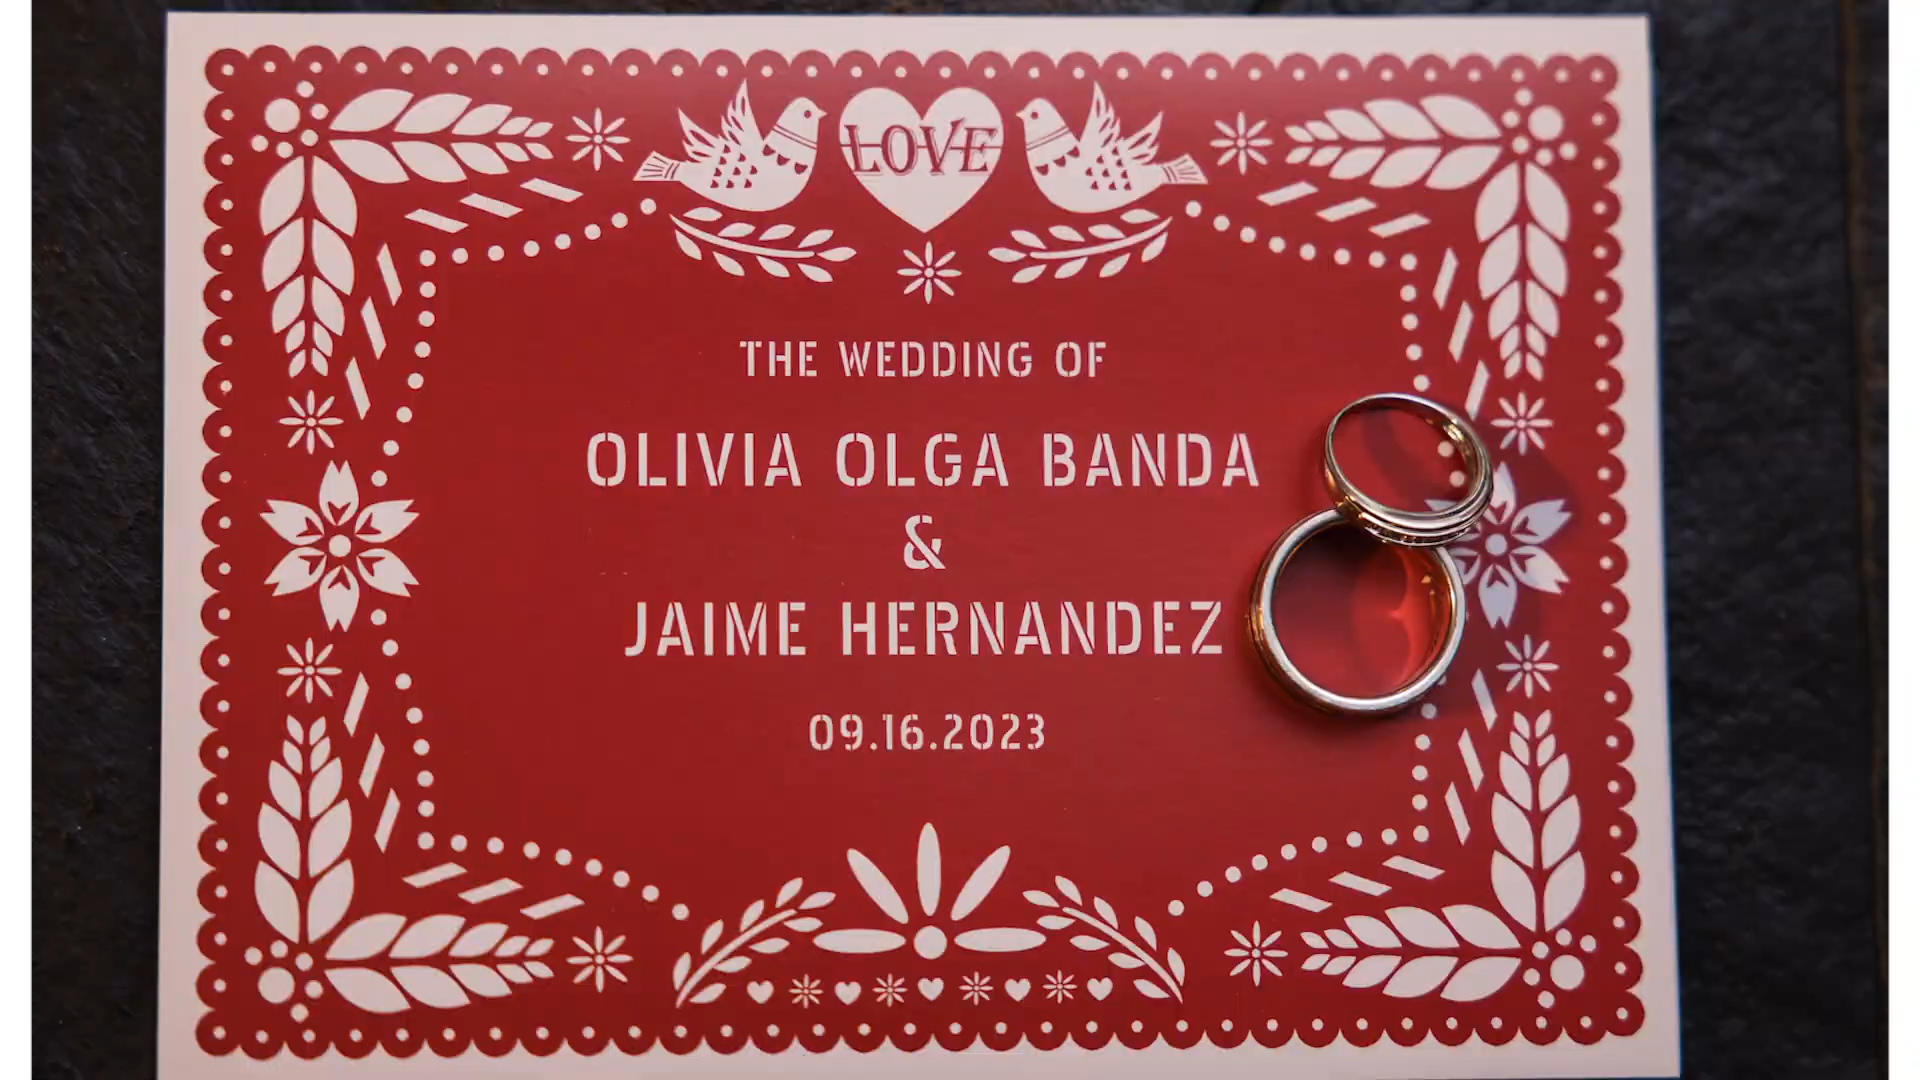 LOVE
THE WEDDING OF
OLIVIA OLGA BANDA
&
JAIME HERNANDEZ
09.16.2023